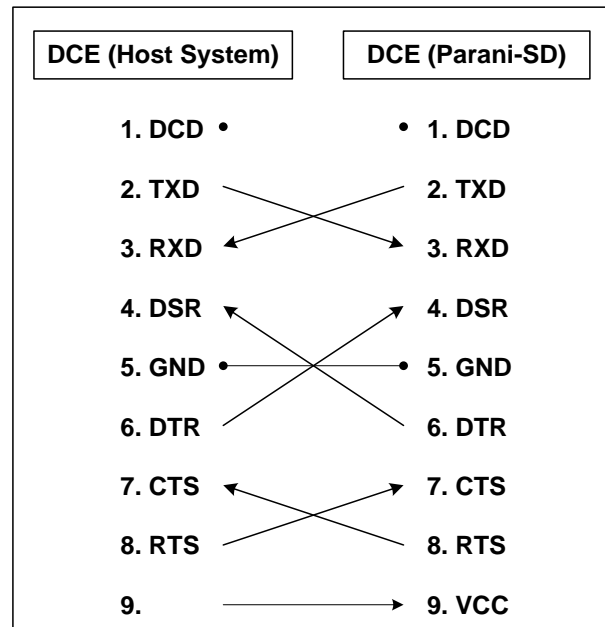 DCE (Host System) DCE (Parani-SD)
1. DCD 1. DCD
2. TXD 2. TXD
3. RXD 3. RXD
4. DSR 4. DSR
5. GND 5. GND
6. DTR 6. DTR
7. CTS 7. CTS
8. RTS 8. RTS
9. 9. VCC